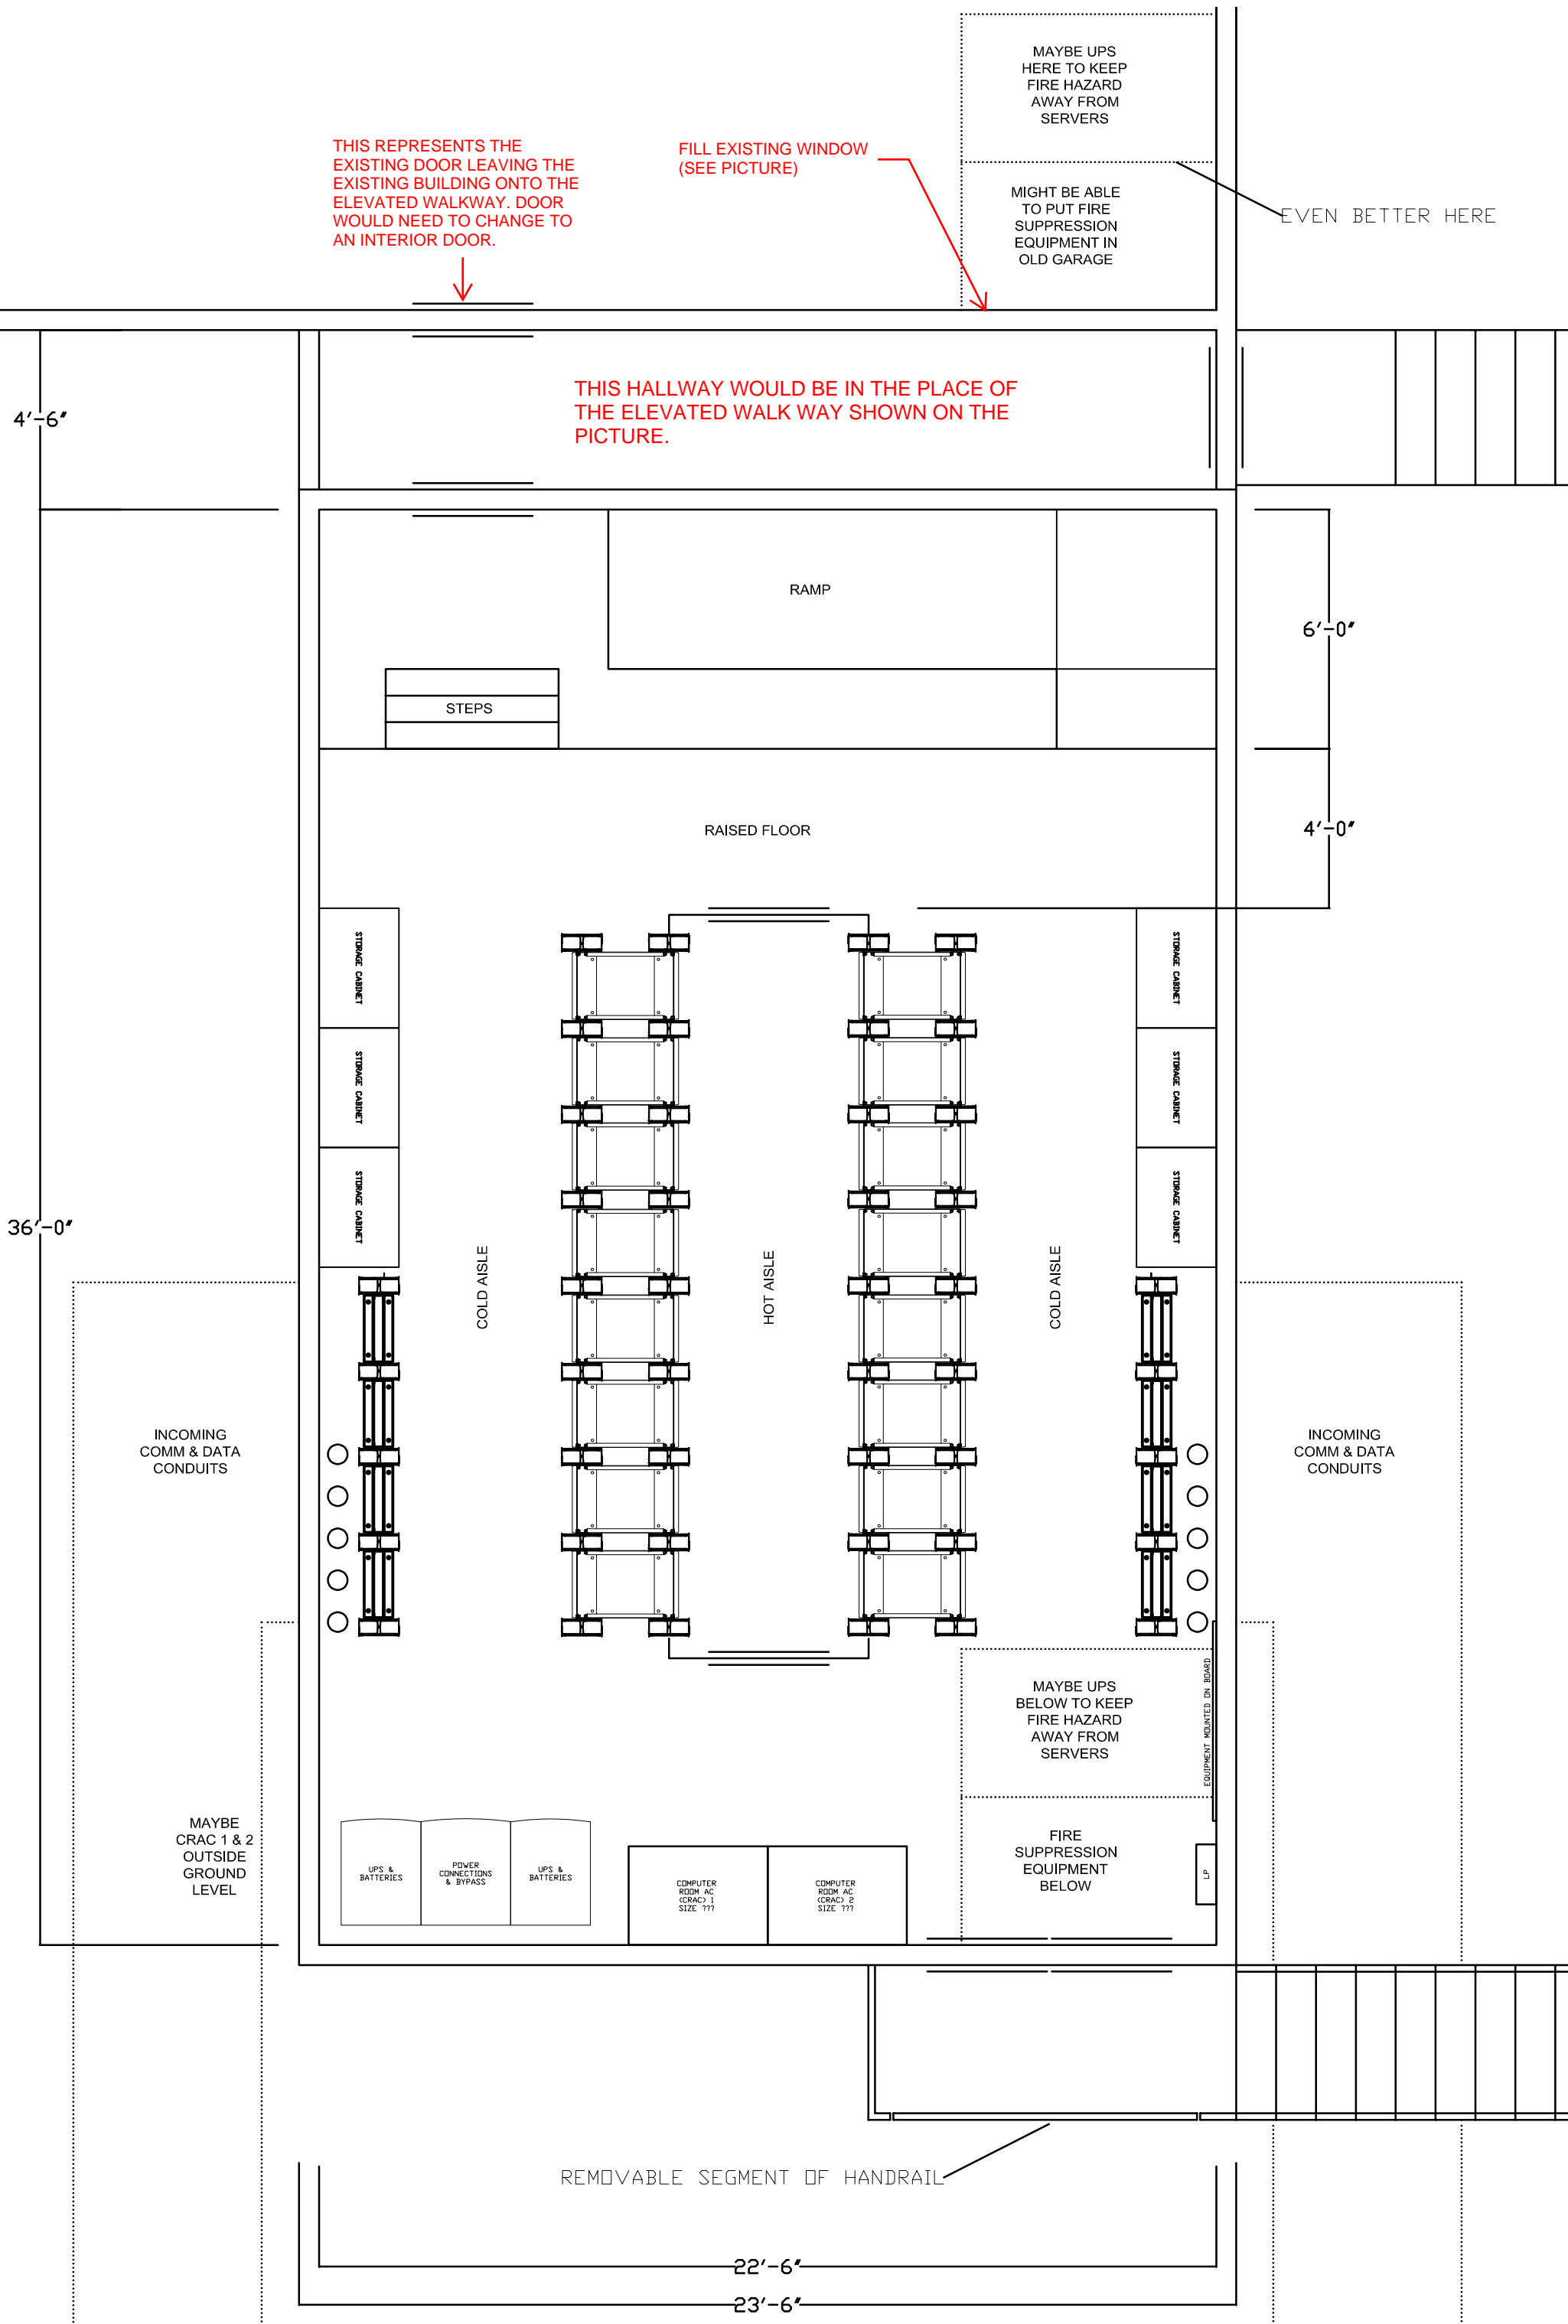 MAYBE UPS
HERE TO KEEP
FIRE HAZARD
AWAY FROM
SERVERS
THIS REPRESENTS THE
EXISTING DOOR LEAVING THE
EXISTING BUILDING ONTO THE
ELEVATED WALKWAY. DOOR
WOULD NEED TO CHANGE TO
AN INTERIOR DOOR.
FILL EXISTING WINDOW
(SEE PICTURE)
MIGHT BE ABLE
TO PUT FIRE
SUPPRESSION
EQUIPMENT IN
OLD GARAGE
EVEN BETTER HERE
4'-6"
THIS HALLWAY WOULD BE IN THE PLACE OF
THE ELEVATED WALK WAY SHOWN ON THE
PICTURE.
RAMP
6'-0"
STEPS
RAISED FLOOR
4'-0"
STORAGE CABINET
STORAGE CABINET
STORAGE CABINET
STORAGE CABINET
STORAGE CABINET
STORAGE CABINET
36'-0"
COLD AISLE
HOT AISLE
COLD AISLE
INCOMING
COMM & DATA
CONDUITS
INCOMING
COMM & DATA
CONDUITS
MAYBE UPS
BELOW TO KEEP
FIRE HAZARD
AWAY FROM
SERVERS
EQUIPMENT MOUNTED ON BOARD
MAYBE
CRAC 1 & 2
OUTSIDE
GROUND
LEVEL
UPS &
BATTERIES
POWER
CONNECTIONS
& BYPASS
UPS &
BATTERIES
COMPUTER
ROOM AC
(CRAC) 1
SIZE ???
COMPUTER
ROOM AC
(CRAC) 2
SIZE ???
FIRE
SUPPRESSION
EQUIPMENT
BELOW
LP
REMOVABLE SEGMENT OF HANDRAIL
22'-6"
23'-6"